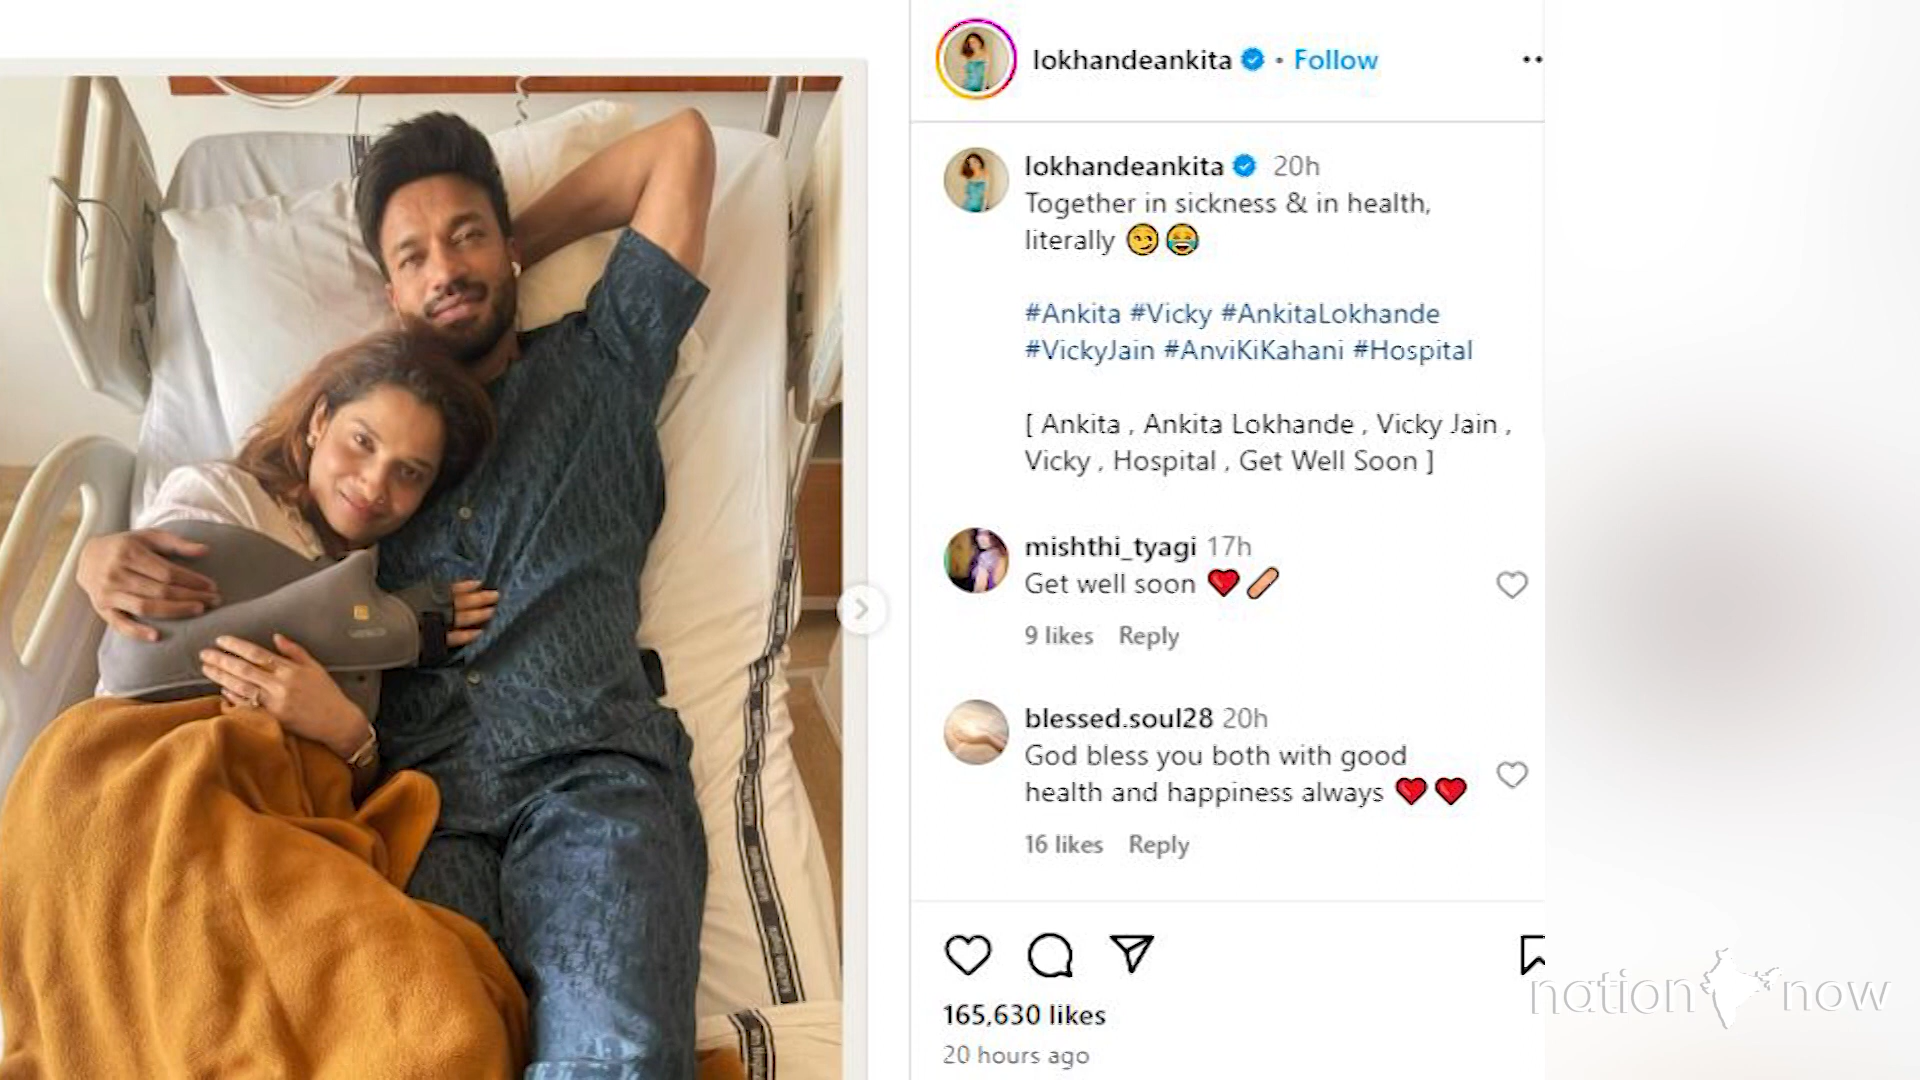 lokhandeankita • Follow
lokhandeankita 20h
Together in sickness & in health,
literally 😏😂
#Ankita #Vicky #AnkitaLokhande
#VickyJain #AnviKiKahani #Hospital
[ Ankita , Ankita Lokhande , Vicky Jain ,
Vicky , Hospital , Get Well Soon ]
mishthi_tyagi 17h
Get well soon ❤️🩹
9 likes Reply
blessed.soul28 20h
God bless you both with good
health and happiness always ❤️❤️
16 likes Reply
165,630 likes
20 hours ago
nation now